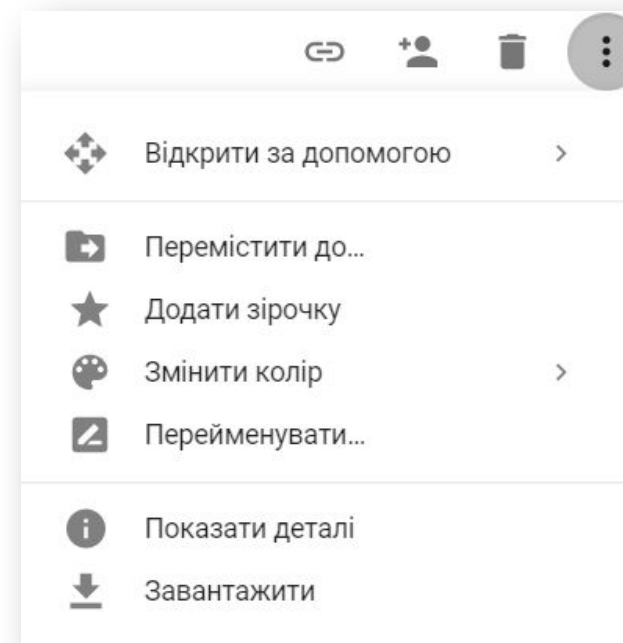 Відкрити за допомогою
Перемістити до...
Додати зірочку
Змінити колір
Перейменувати...
Показати деталі
Завантажити